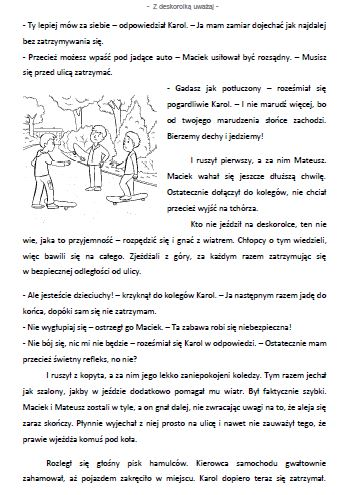 - Z deskorolką uważaj -
- Ty lepiej mów za siebie – odpowiedział Karol. – Ja mam zamiar dojechać jak najdalej
bez zatrzymywania się.
- Przecież możesz wpaść pod jadące auto – Maciek usiłował być rozsądny. – Musisz
się przed ulicą zatrzymać.
- Gadasz jak potłuczony – roześmiał się
pogardliwie Karol. – I nie marudź więcej, bo
od twojego marudzenia słońce zachodzi.
Bierzemy dechy i jedziemy!
I ruszył pierwszy, a za nim Mateusz.
Maciek wahał się jeszcze dłuższą chwilę.
Ostatecznie dołączył do kolegów, nie chciał
przecież wyjść na tchórza.
Kto nie jeździł na deskorolce, ten nie
wie, jaka to przyjemność – rozpędzić się i gnać z wiatrem. Chłopcy o tym wiedzieli,
więc bawili się na całego. Zjeżdżali z góry, za każdym razem zatrzymując się
w bezpiecznej odległości od ulicy.
- Ale jesteście dzieciuchy! – krzyknął do kolegów Karol. – Ja następnym razem jadę do
końca, dopóki sam się nie zatrzymam.
- Nie wygłupiaj się – ostrzegł go Maciek. – Ta zabawa robi się niebezpieczna!
- Nie bój się, nic mi nie będzie – roześmiał się Karol w odpowiedzi. – Ostatecznie mam
przecież świetny refleks, no nie?
I ruszył z kopyta, a za nim jego lekko zaniepokojeni koledzy. Tym razem jechał
jak szalony, jakby w jeździe dodatkowo pomagał mu wiatr. Był faktycznie szybki.
Maciek i Mateusz zostali w tyle, a on gnał dalej, nie zwracając uwagi na to, że aleja się
zaraz skończy. Płynnie wyjechał z niej prosto na ulicę i nawet nie zauważył tego, że
prawie wjeżdża komuś pod koła.
Rozległ się głośny pisk hamulców. Kierowca samochodu gwałtownie
zahamował, aż pojazdem zakręciło w miejscu. Karol dopiero teraz się zatrzymał.